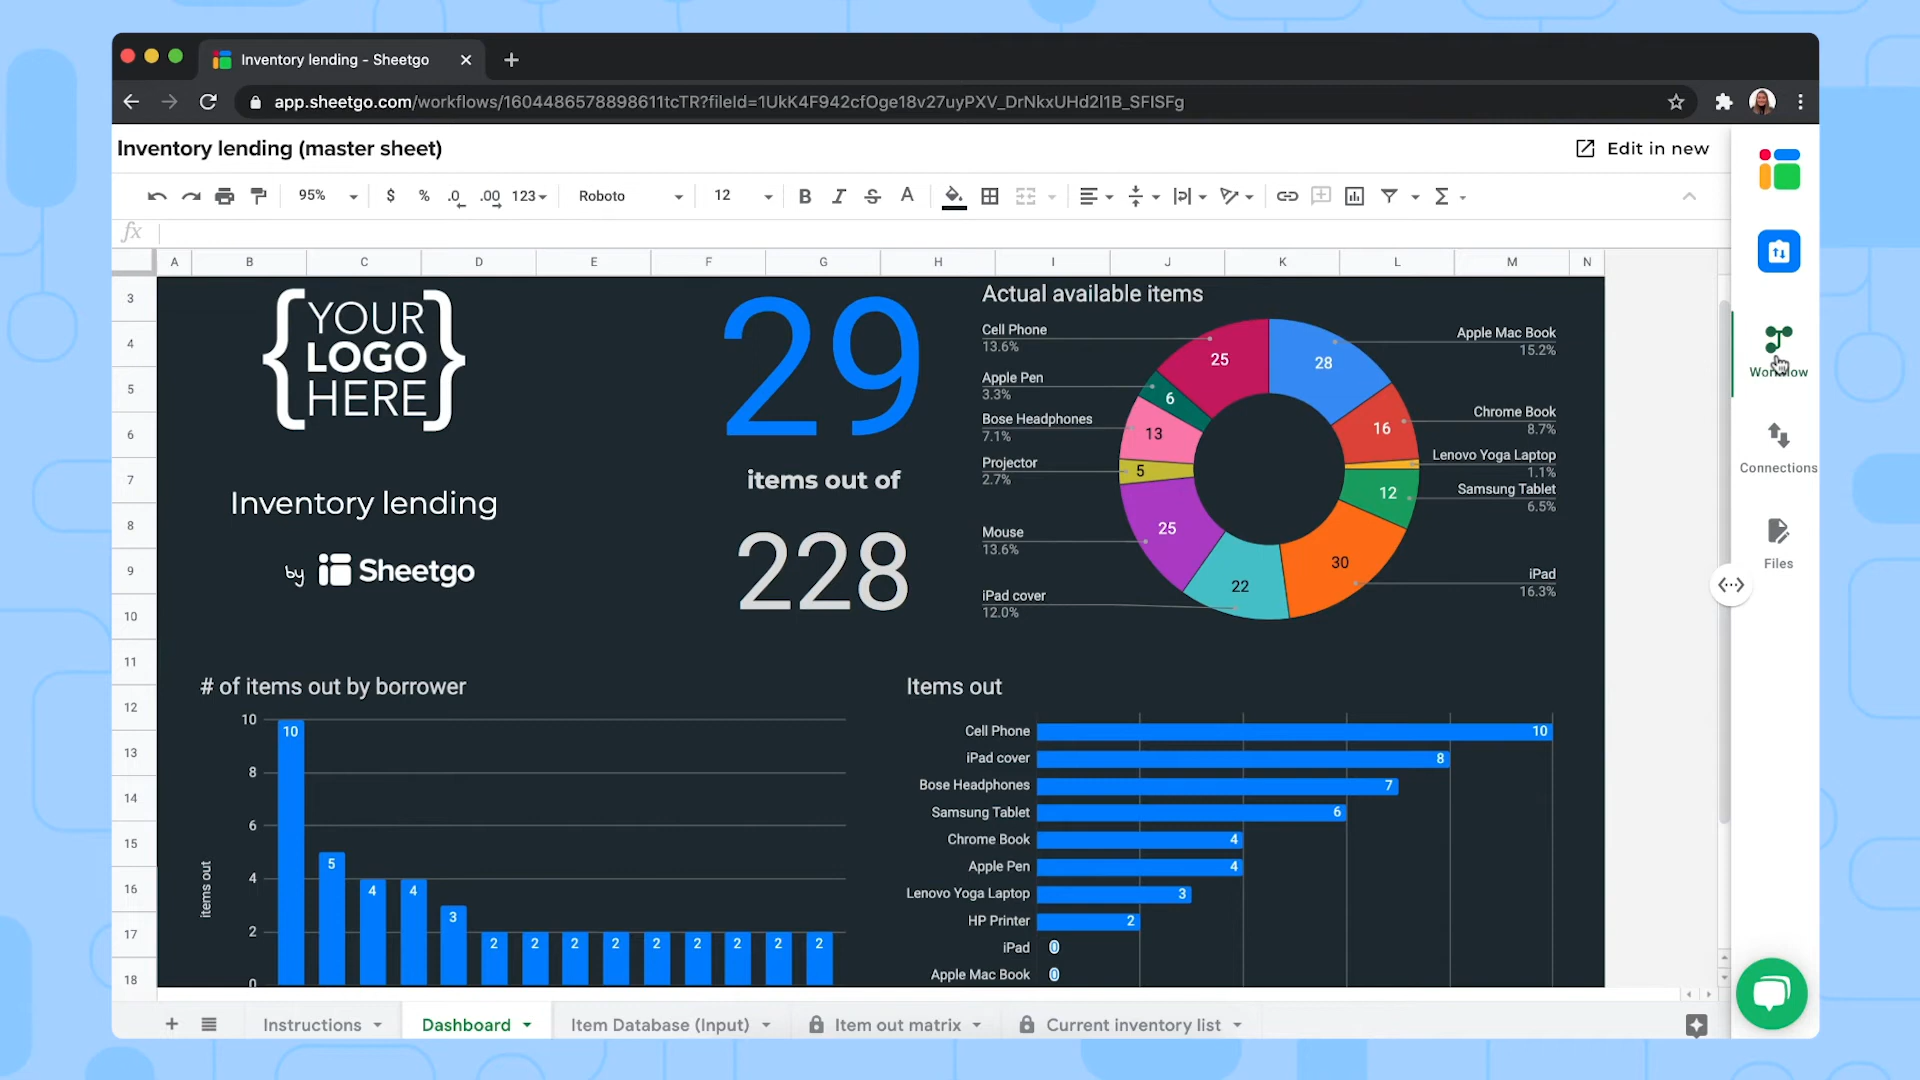 Inventory lending - Sheetgo
app.sheetgo.com/workflows/1604486578898611tcTR?fileId=1UkK4F942cfOge18v27uyPXV_DrNkxUHd2I1B_SFISFg
Inventory lending (master sheet)
Edit in new
95%
$
%
.0
.00
123
Roboto
12
B
I
S
A
fx
A B C D E F G H I J K L M N
3
4
5
6
7
8
9
10
11
12
13
14
15
16
17
18
{YOUR
LOGO
HERE}
Inventory lending
by Sheetgo
29
items out of
228
Actual available items
Cell Phone
13.6%
Apple Pen
3.3%
Bose Headphones
7.1%
Projector
2.7%
Mouse
13.6%
iPad cover
12.0%
25
28
6
16
13
5
12
25
30
22
Apple Mac Book
15.2%
Chrome Book
8.7%
Lenovo Yoga Laptop
1.1%
Samsung Tablet
6.5%
iPad
16.3%
# of items out by borrower
items out
10
8
6
4
2
0
10
5
4
4
3
2
2
2
2
2
2
2
2
2
Items out
Cell Phone 10
iPad cover 8
Bose Headphones 7
Samsung Tablet 6
Chrome Book 4
Apple Pen 4
Lenovo Yoga Laptop 3
HP Printer 2
iPad 0
Apple Mac Book 0
Workflow
Connections
Files
Instructions
Dashboard
Item Database (Input)
Item out matrix
Current inventory list